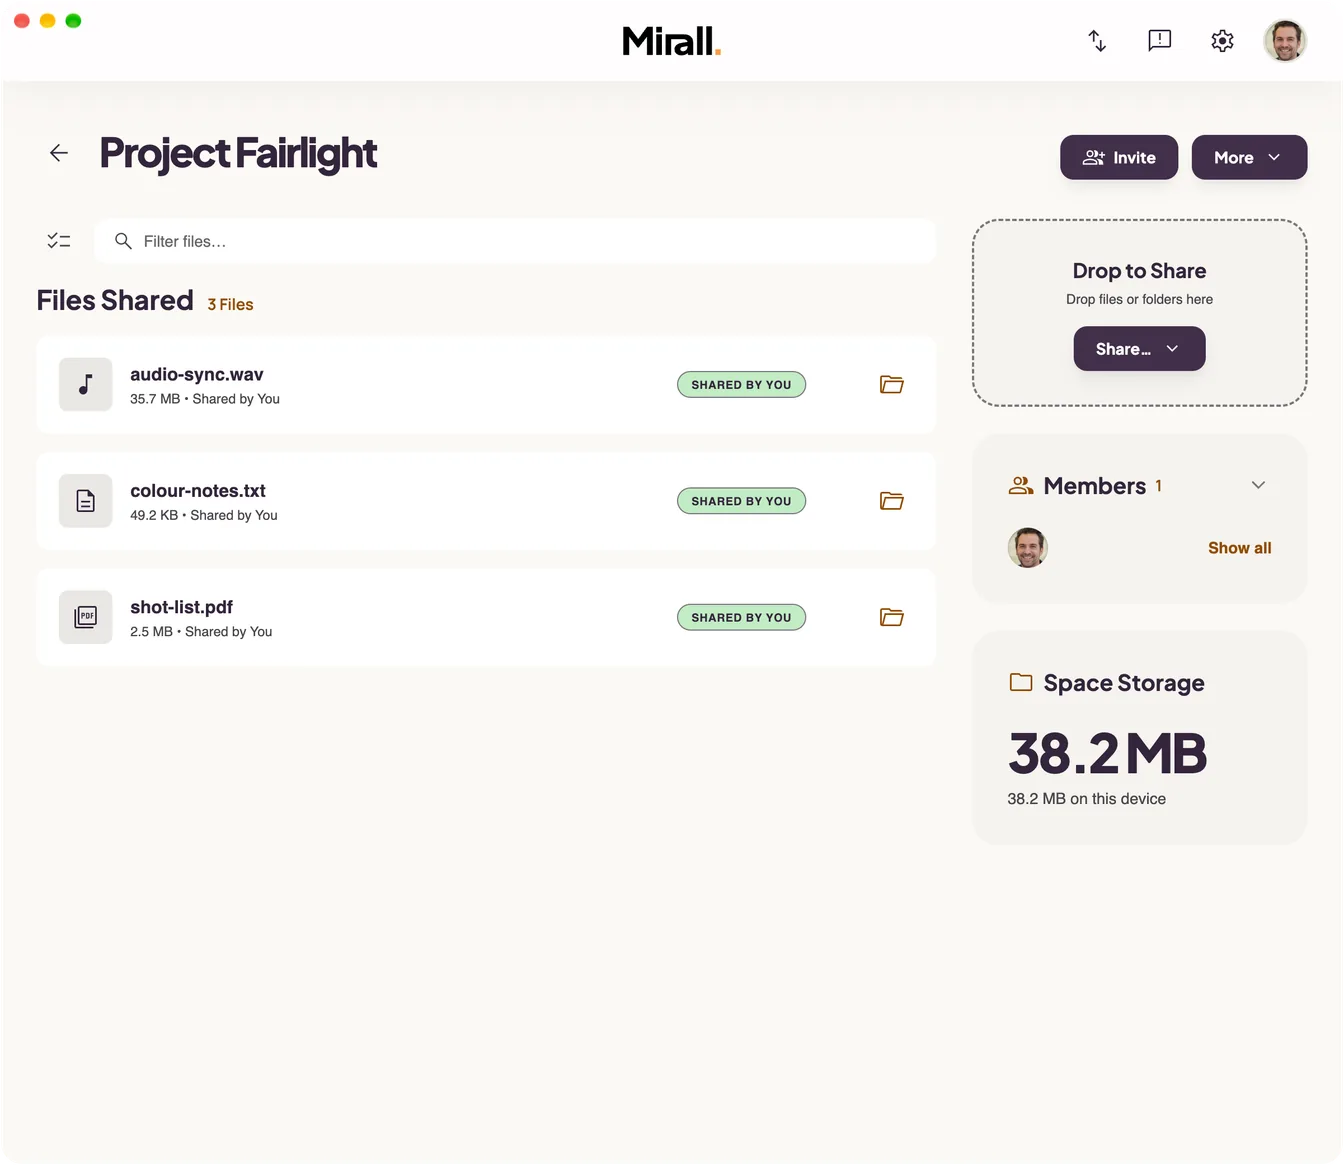 Mirall.
Project Fairlight
Invite
More
Filter files…
Files Shared 3 Files
audio-sync.wav
35.7 MB • Shared by You
SHARED BY YOU
colour-notes.txt
49.2 KB • Shared by You
SHARED BY YOU
PDF
shot-list.pdf
2.5 MB • Shared by You
SHARED BY YOU
Drop to Share
Drop files or folders here
Share…
Members 1
Show all
Space Storage
38.2 MB
38.2 MB on this device